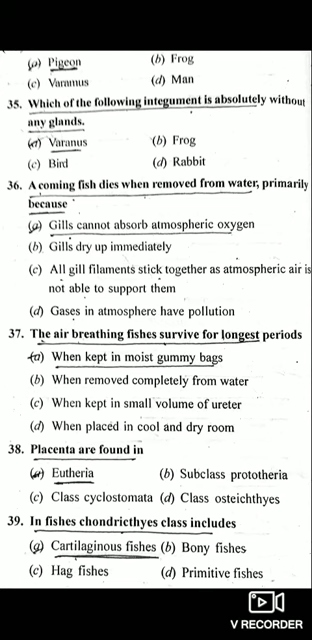 (a) Pigeon (b) Frog
(c) Varanus (d) Man
35. Which of the following integument is absolutely without
any glands.
(a) Varanus (b) Frog
(c) Bird (d) Rabbit
36. A coming fish dies when removed from water, primarily
because
(a) Gills cannot absorb atmospheric oxygen
(b) Gills dry up immediately
(c) All gill filaments stick together as atmospheric air is
not able to support them
(d) Gases in atmosphere have pollution
37. The air breathing fishes survive for longest periods
(a) When kept in moist gummy bags
(b) When removed completely from water
(c) When kept in small volume of ureter
(d) When placed in cool and dry room
38. Placenta are found in
(a) Eutheria (b) Subclass prototheria
(c) Class cyclostomata (d) Class osteichthyes
39. In fishes chondricthyes class includes
(a) Cartilaginous fishes (b) Bony fishes
(c) Hag fishes (d) Primitive fishes
V RECORDER